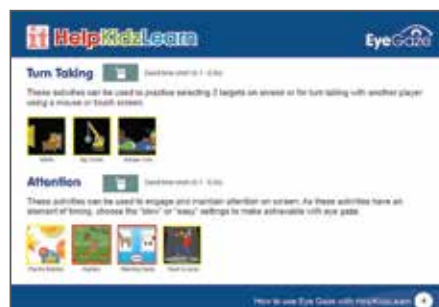 HelpKidzLearn
EyeGaze
Turn Taking
These activities can be used to practise selecting 2 targets on screen or for turn taking with another player
using a mouse or touch screen.
Attention
These activities can be used to engage and maintain attention on screen. As these activities have an
element of timing, choose the "slow" or "easy" settings to make achievable with eye gaze.
How to use Eye Gaze with HelpKidzLearn